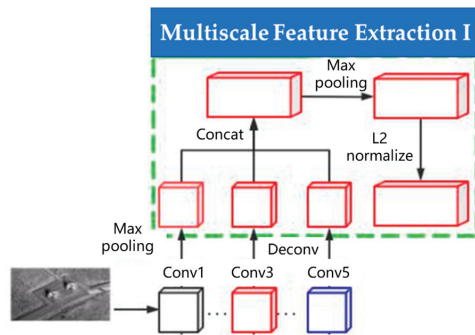 Multiscale Feature Extraction I
Max
pooling
Concat
L2
normalize
Max
pooling
Deconv
Conv1
Conv3
Conv5